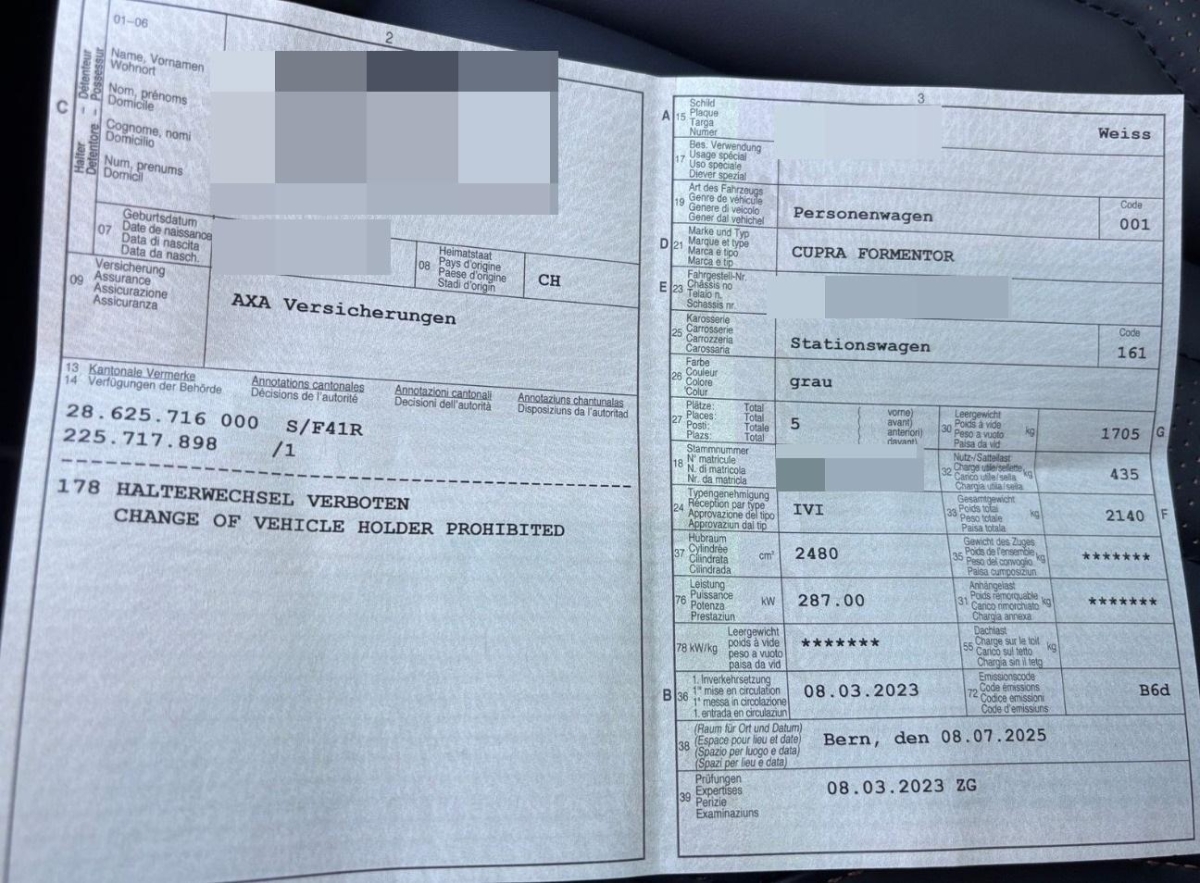 2
01-06
C
Halter – Détenteur
Detentore – Possessur
Name, Vornamen
Wohnort
Nom, prénoms
Domicile
Cognome, nomi
Domicilio
Num, prenums
Domicil
07
Geburtsdatum
Date de naissance
Data di nascita
Data da nasch.
08
Heimatstaat
Pays d'origine
Paese d'origine
Stadi d'origin
CH
09
Versicherung
Assurance
Assicurazione
Assicuranza
AXA Versicherungen
13 Kantonale Vermerke
14 Verfügungen der Behörde
Annotations cantonales
Décisions de l'autorité
Annotazioni cantonali
Decisioni dell'autorità
Annotaziuns chantunalas
Disposiziuns da l'autoritad
28.625.716 000 S/F41R
225.717.898 /1
178 HALTERWECHSEL VERBOTEN
CHANGE OF VEHICLE HOLDER PROHIBITED
3
A 15
Schild
Plaque
Targa
Numer
Weiss
17
Bes. Verwendung
Usage spécial
Uso speciale
Diever spezial
19
Art des Fahrzeugs
Genre de véhicule
Genere di veicolo
Gener dal vehichel
Personenwagen
Code
001
D 21
Marke und Typ
Marque et type
Marca e tipo
Marca e tip
CUPRA FORMENTOR
E 23
Fahrgestell-Nr.
Châssis no
Telaio n.
Schassis nr.
25
Karosserie
Carrosserie
Carrozzeria
Carossaria
Stationswagen
Code
161
26
Farbe
Couleur
Colore
Colur
grau
27
Plätze: Total
Places: Total
Posti: Totale
Plazs: Total
5
vorne)
avant)
anteriori)
davant)
30
Leergewicht
Poids à vide
Peso a vuoto
Paisa da vid
kg
1705
G
18
Stammnummer
N° matricule
N. di matricola
Nr. da matricla
32
Nutz-/Sattellast
Charge utile/sellette
Carico utile/sella
Chargia utila/sella
kg
435
24
Typengenehmigung
Réception par type
Approvazione del tipo
Approvaziun dal tip
IVI
33
Gesamtgewicht
Poids total
Peso totale
Paisa totala
kg
2140
F
37
Hubraum
Cylindrée
Cilindrata
Cilindrada
cm³
2480
35
Gewicht des Zuges
Poids de l'ensemble
Peso del convoglio
Paisa cumposiziun
kg
*******
76
Leistung
Puissance
Potenza
Prestaziun
kW
287.00
31
Anhängelast
Poids remorquable
Carico rimorchiato
Chargia annexa
kg
*******
78 kW/kg
Leergewicht
poids à vide
peso a vuoto
paisa da vid
*******
55
Dachlast
Charge sur le toit
Carico sul tetto
Chargia sin il tetg
kg
B 36
1. Inverkehrsetzung
1re mise en circulation
1a messa in circolazione
1. entrada en circulaziun
08.03.2023
72
Emissionscode
Code émissions
Codice emissioni
Code d'emissiuns
B6d
38
(Raum für Ort und Datum)
(Espace pour lieu et date)
(Spazio per luogo e data)
(Spazi per lieu e data)
Bern, den 08.07.2025
39
Prüfungen
Expertises
Perizie
Examinaziuns
08.03.2023 ZG